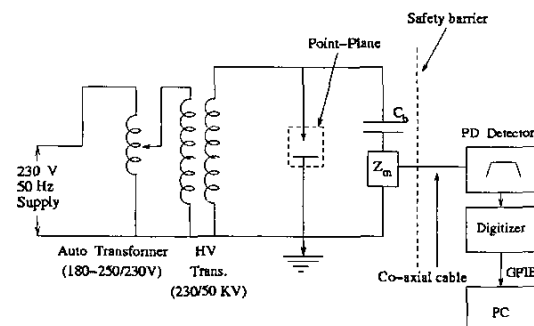 Safety barrier
Point-Plane
C_b
PD Detector
Z_m
230 V
50 Hz
Supply
Digitizer
Auto Transformer
(180-250/230V)
HV
Trans.
(230/50 KV)
Co-axial cable
GPIB
PC